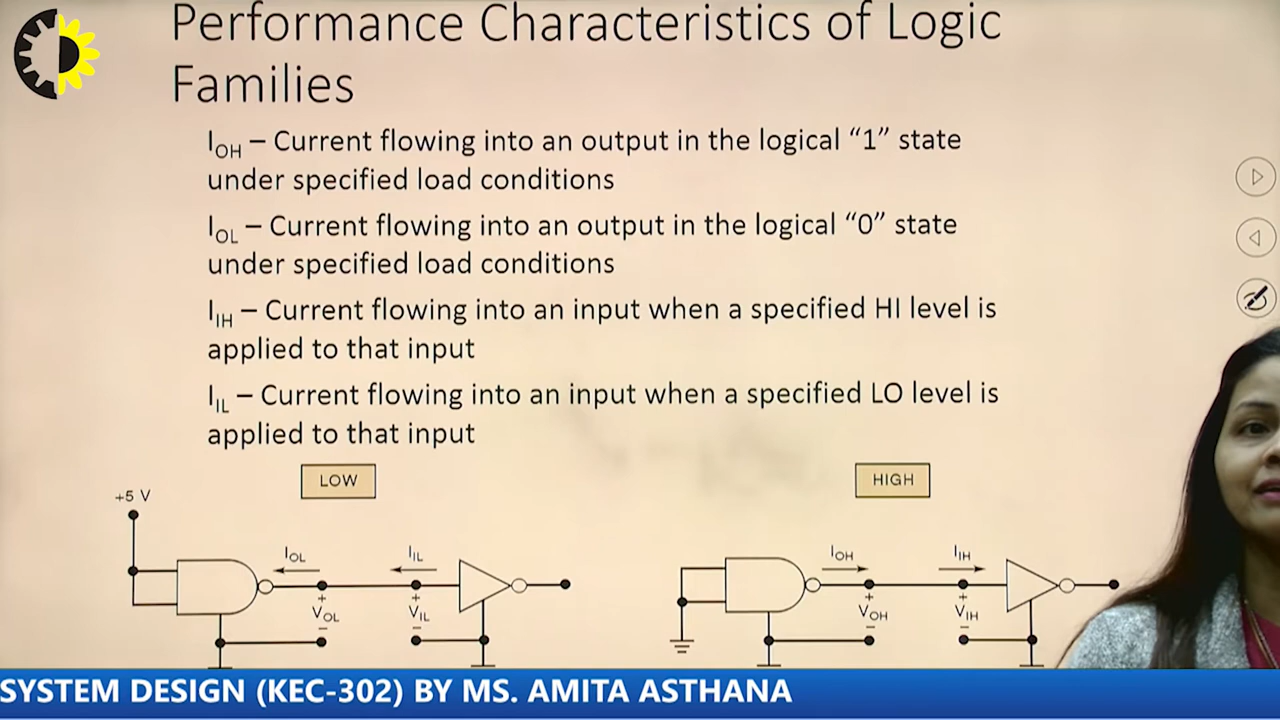 Performance Characteristics of Logic
Families
IOH – Current flowing into an output in the logical “1” state
under specified load conditions
IOL – Current flowing into an output in the logical “0” state
under specified load conditions
IIH – Current flowing into an input when a specified HI level is
applied to that input
IIL – Current flowing into an input when a specified LO level is
applied to that input
LOW
HIGH
+5 V
IOL
IIL
IOH
IIH
+
+
+
+
VOL
VIL
VOH
VIH
–
–
–
–
SYSTEM DESIGN (KEC-302) BY MS. AMITA ASTHANA